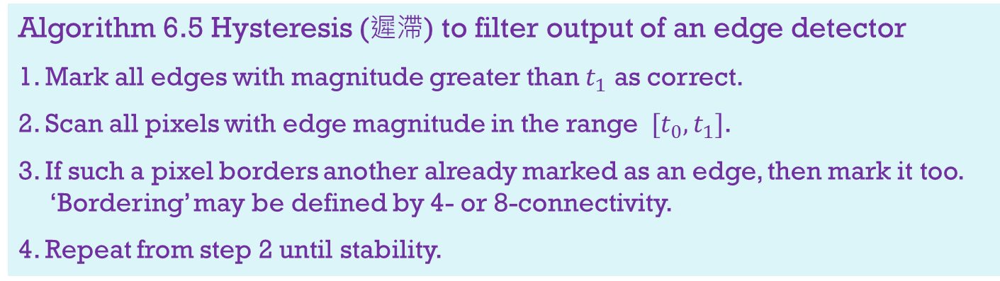 Algorithm 6.5 Hysteresis (遲滯) to filter output of an edge detector
1. Mark all edges with magnitude greater than t₁ as correct.
2. Scan all pixels with edge magnitude in the range [t₀, t₁].
3. If such a pixel borders another already marked as an edge, then mark it too.
‘Bordering’ may be defined by 4- or 8-connectivity.
4. Repeat from step 2 until stability.